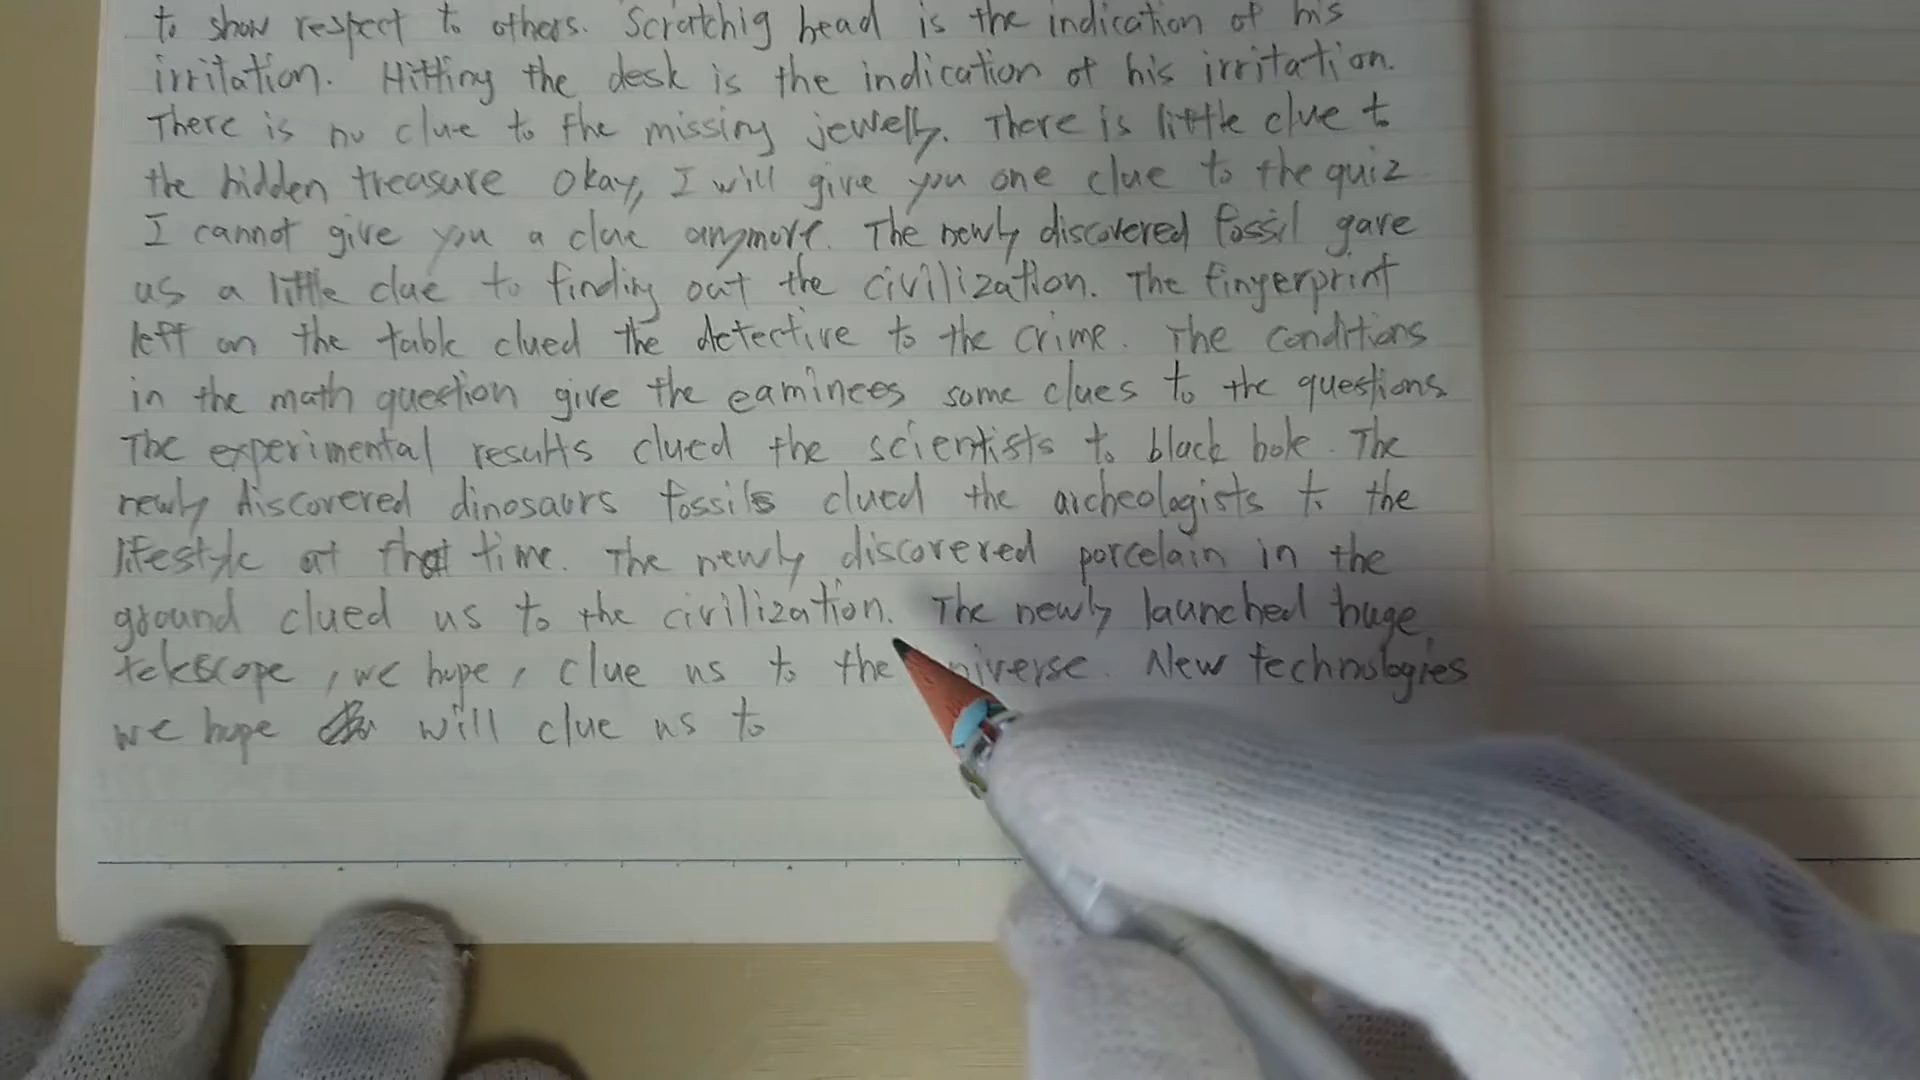 to show respect to others. Scratchig head is the indication of his
irritation. Hitting the desk is the indication of his irritation.
There is no clue to the missing jewelly. There is little clue to
the hidden treasure Okay, I will give you one clue to the quiz
I cannot give you a clue anymore. The newly discovered fossil gave
us a little clue to finding out the civilization. The fingerprint
left on the table clued the detective to the crime. The conditions
in the math question give the eaminees some clues to the questions
The experimental results clued the scientists to black bole. The
newly discovered dinosaurs fossils clued the archeologists to the
lifestyle at that time. The newly discovered porcelain in the
ground clued us to the civilization. The newly launched huge
telescope, we hope, clue us to the niverse. New technologies
we hope will clue us to